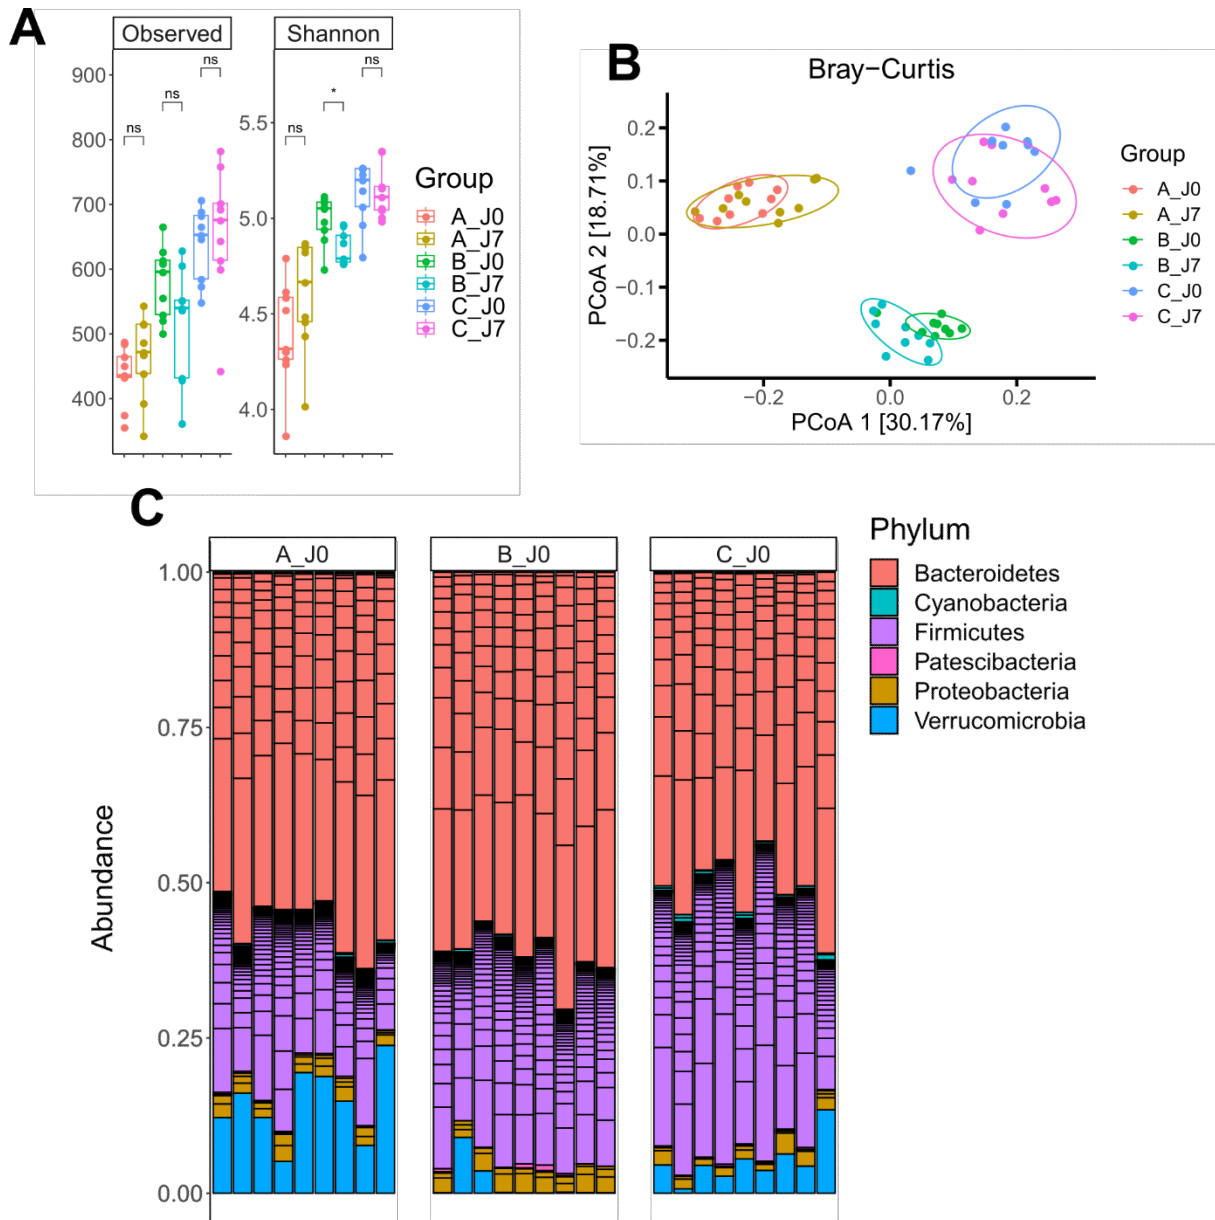 A
Observed
Shannon
900
800
700
600
500
400
ns
ns
ns
5.5
5.0
4.5
4.0
ns
*
ns
Group
A_J0
A_J7
B_J0
B_J7
C_J0
C_J7
B
Bray−Curtis
PCoA 2 [18.71%]
0.2
0.1
0.0
−0.1
−0.2
−0.2
0.0
0.2
PCoA 1 [30.17%]
Group
A_J0
A_J7
B_J0
B_J7
C_J0
C_J7
C
A_J0
B_J0
C_J0
Abundance
1.00
0.75
0.50
0.25
0.00
Phylum
Bacteroidetes
Cyanobacteria
Firmicutes
Patescibacteria
Proteobacteria
Verrucomicrobia